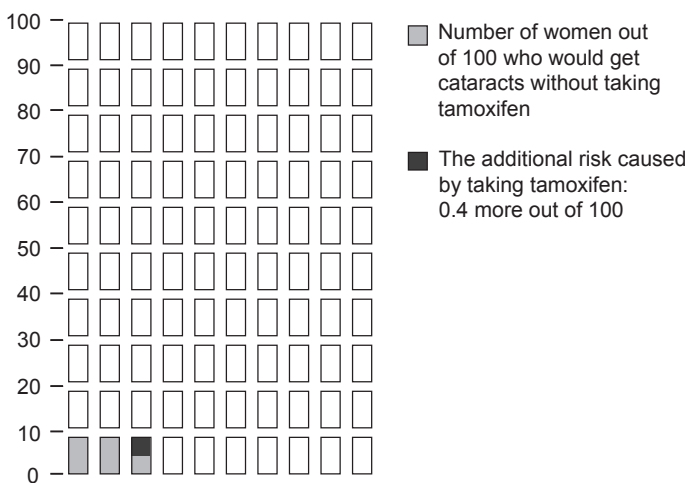 100
90
80
70
60
50
40
30
20
10
0
Number of women out
of 100 who would get
cataracts without taking
tamoxifen
The additional risk caused
by taking tamoxifen:
0.4 more out of 100